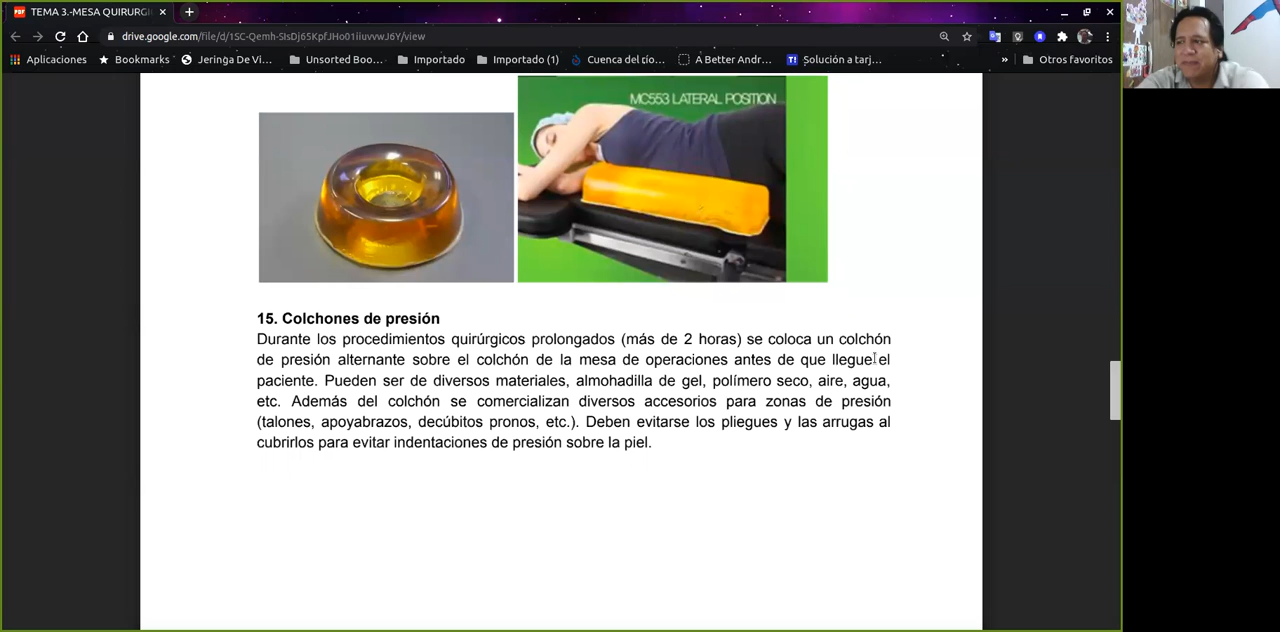 TEMA 3.-MESA QUIRURGI
drive.google.com/file/d/1SC-Qemh-SIsDj65KpfJHo01IiuvvwJ6Y/view
Aplicaciones Bookmarks Jeringa De Vi... Unsorted Boo... Importado Importado (1) Cuenca del río... A Better Andr... Solución a tarj... » Otros favoritos
MC553 LATERAL POSITION
15. Colchones de presión
Durante los procedimientos quirúrgicos prolongados (más de 2 horas) se coloca un colchón
de presión alternante sobre el colchón de la mesa de operaciones antes de que llegue el
paciente. Pueden ser de diversos materiales, almohadilla de gel, polímero seco, aire, agua,
etc. Además del colchón se comercializan diversos accesorios para zonas de presión
(talones, apoyabrazos, decúbitos pronos, etc.). Deben evitarse los pliegues y las arrugas al
cubrirlos para evitar indentaciones de presión sobre la piel.